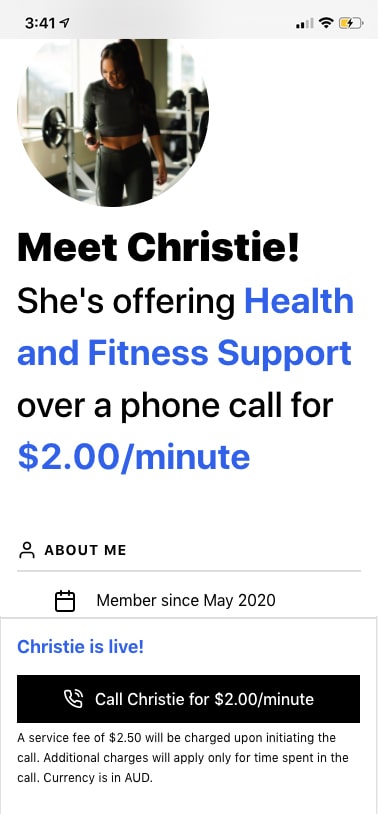 3:41
Meet Christie!
She's offering Health
and Fitness Support
over a phone call for
$2.00/minute
ABOUT ME
Member since May 2020
Christie is live!
Call Christie for $2.00/minute
A service fee of $2.50 will be charged upon initiating the
call. Additional charges will apply only for time spent in the
call. Currency is in AUD.